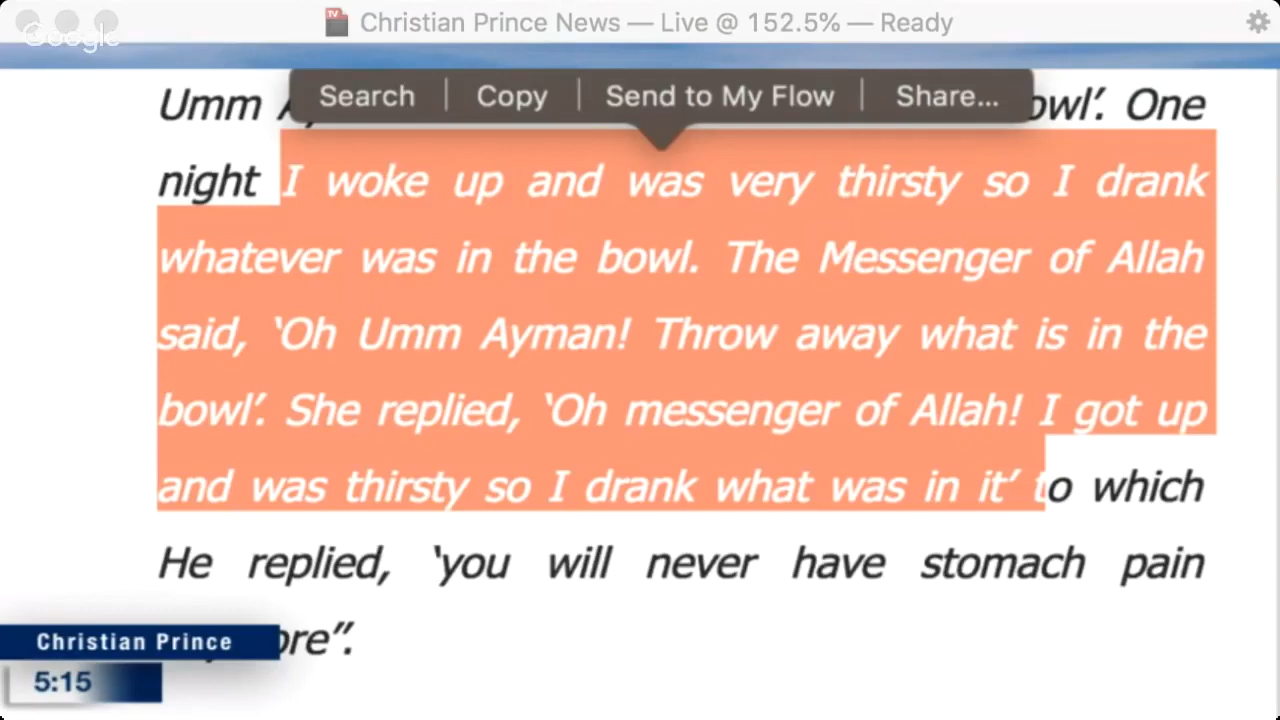 Christian Prince News — Live @ 152.5% — Ready
Google
Search Copy Send to My Flow Share...
Umm One
night I woke up and was very thirsty so I drank
whatever was in the bowl. The Messenger of Allah
said, ‘Oh Umm Ayman! Throw away what is in the
bowl’. She replied, ‘Oh messenger of Allah! I got up
and was thirsty so I drank what was in it’ to which
He replied, ‘you will never have stomach pain
Christian Prince
5:15